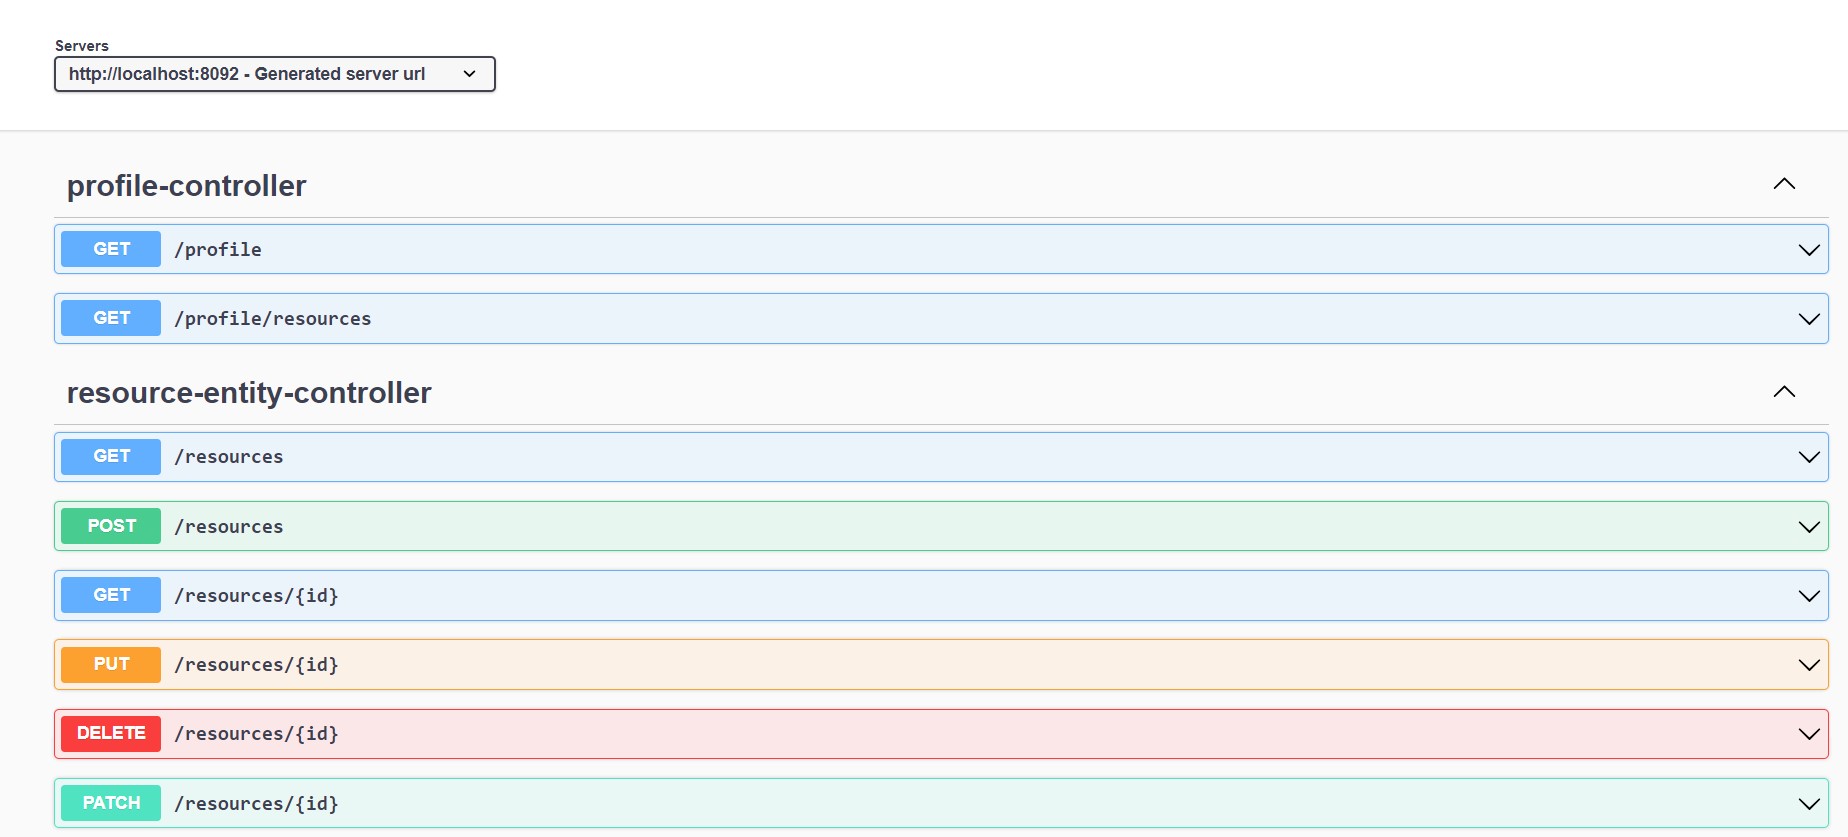 Servers
http://localhost:8092 - Generated server url
profile-controller
GET /profile
GET /profile/resources
resource-entity-controller
GET /resources
POST /resources
GET /resources/{id}
PUT /resources/{id}
DELETE /resources/{id}
PATCH /resources/{id}